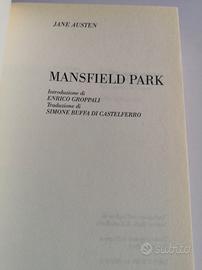 JANE AUSTEN
MANSFIELD PARK
Introduzione di
ENRICO GROPPALI
Traduzione di
SIMONE BUFFA DI CASTELFERRO
subito